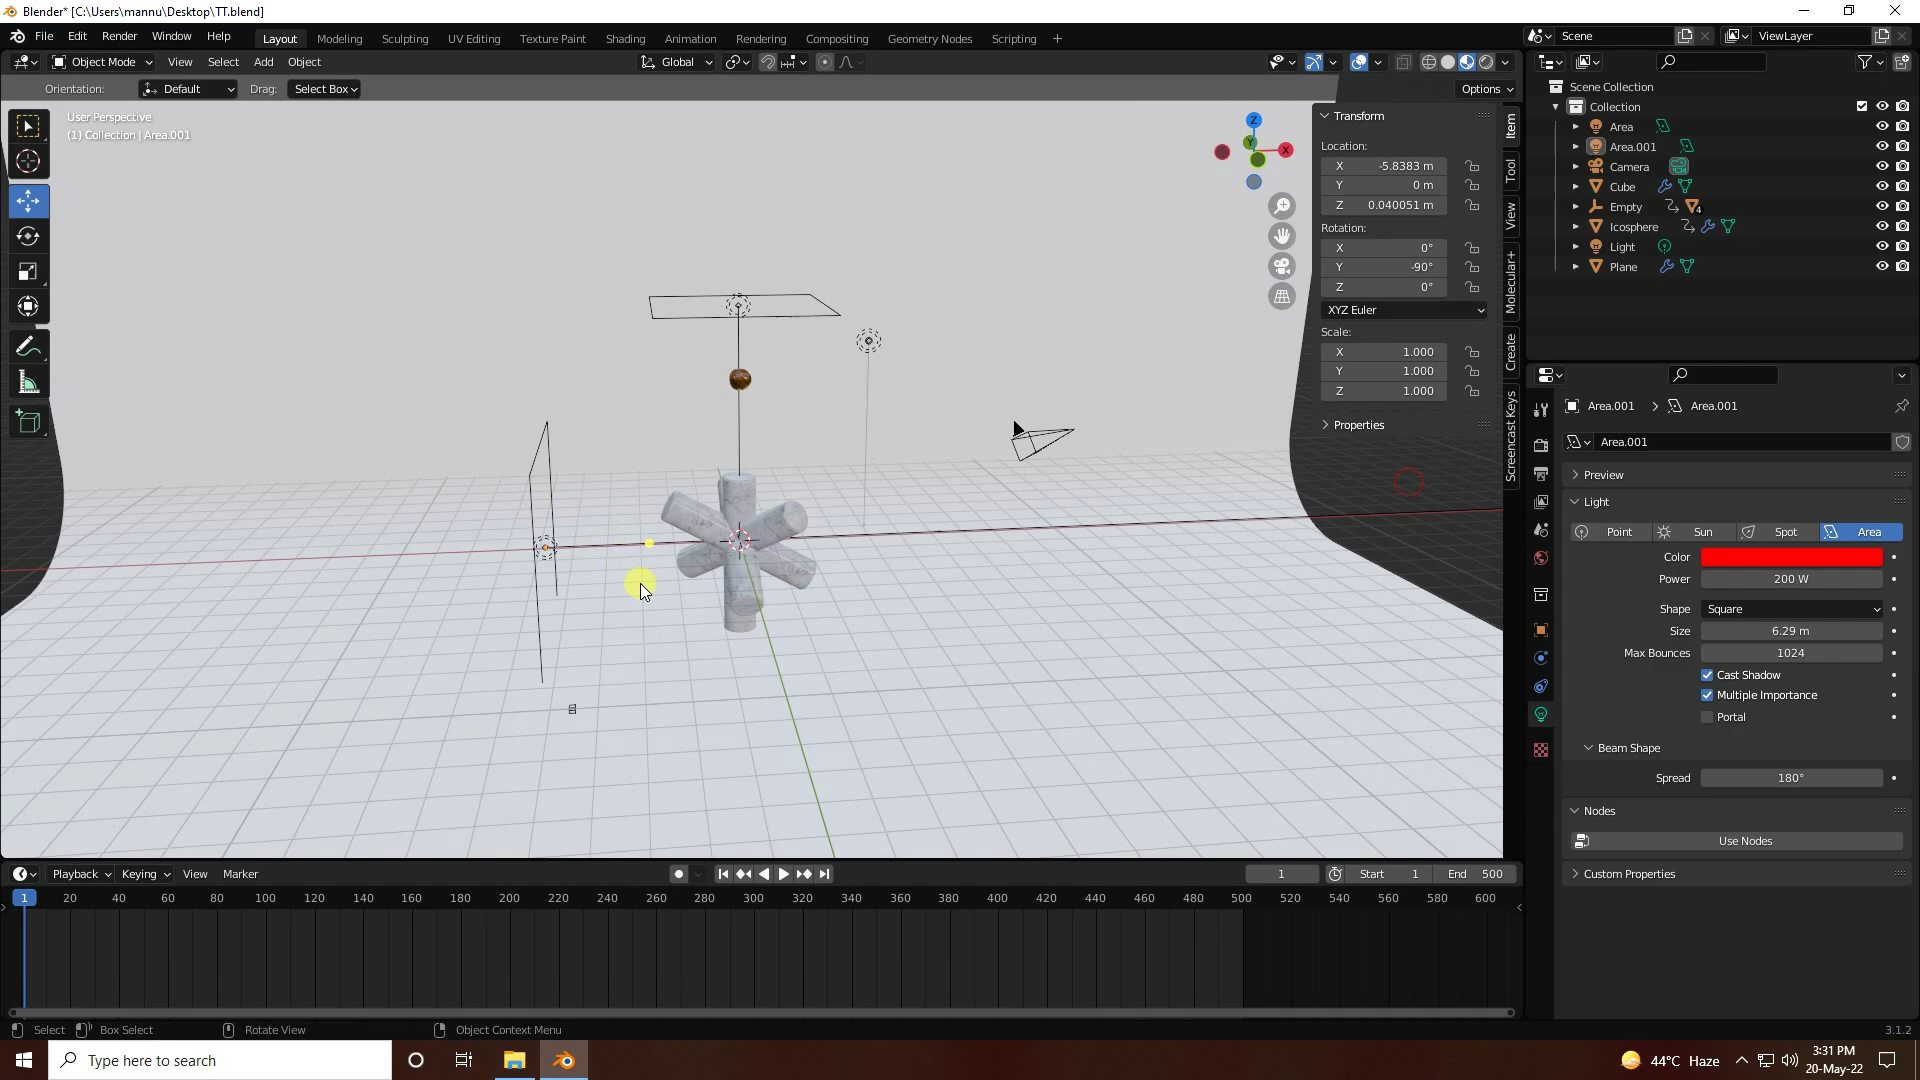 Blender* [C:\Users\mannu\Desktop\TT.blend]
File Edit Render Window Help Layout Modeling Sculpting UV Editing Texture Paint Shading Animation Rendering Compositing Geometry Nodes Scripting + Scene ViewLayer
Object Mode View Select Add Object Global
Orientation: Default Drag: Select Box Options
User Perspective
(1) Collection | Area.001
Z
Y
X
Transform
Location:
X -5.8383 m
Y 0 m
Z 0.040051 m
Rotation:
X 0°
Y -90°
Z 0°
XYZ Euler
Scale:
X 1.000
Y 1.000
Z 1.000
Properties
Item
Tool
View
Molecular+
Create
Screencast Keys
Scene Collection
Collection
Area
Area.001
Camera
Cube
Empty 4
Icosphere
Light
Plane
Area.001 > Area.001
Area.001
Preview
Light
Point Sun Spot Area
Color
Power 200 W
Shape Square
Size 6.29 m
Max Bounces 1024
Cast Shadow
Multiple Importance
Portal
Beam Shape
Spread 180°
Nodes
Use Nodes
Custom Properties
Playback Keying View Marker 1 Start 1 End 500
1 20 40 60 80 100 120 140 160 180 200 220 240 260 280 300 320 340 360 380 400 420 440 460 480 500 520 540 560 580 600
Select Box Select Rotate View Object Context Menu 3.1.2
Type here to search 44°C Haze 3:31 PM
20-May-22